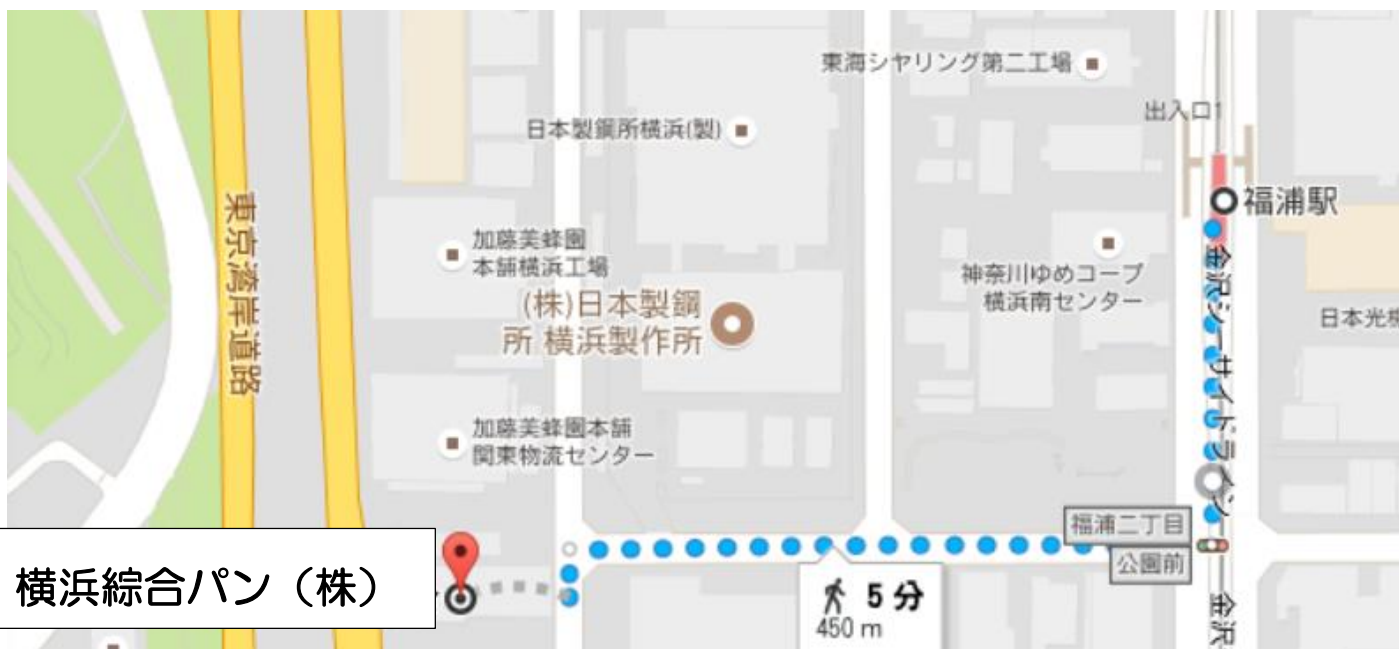 東海シヤリング第二工場
出入口1
日本製鋼所横浜(製)
福浦駅
東京湾岸道路
加藤美蜂園
本舗横浜工場
神奈川ゆめコープ
横浜南センター
(株)日本製鋼
所 横浜製作所
金沢シーサイドライン
日本光
加藤美蜂園本舗
関東物流センター
福浦二丁目
公園前
横浜綜合パン（株）
5 分
450 m
金沢